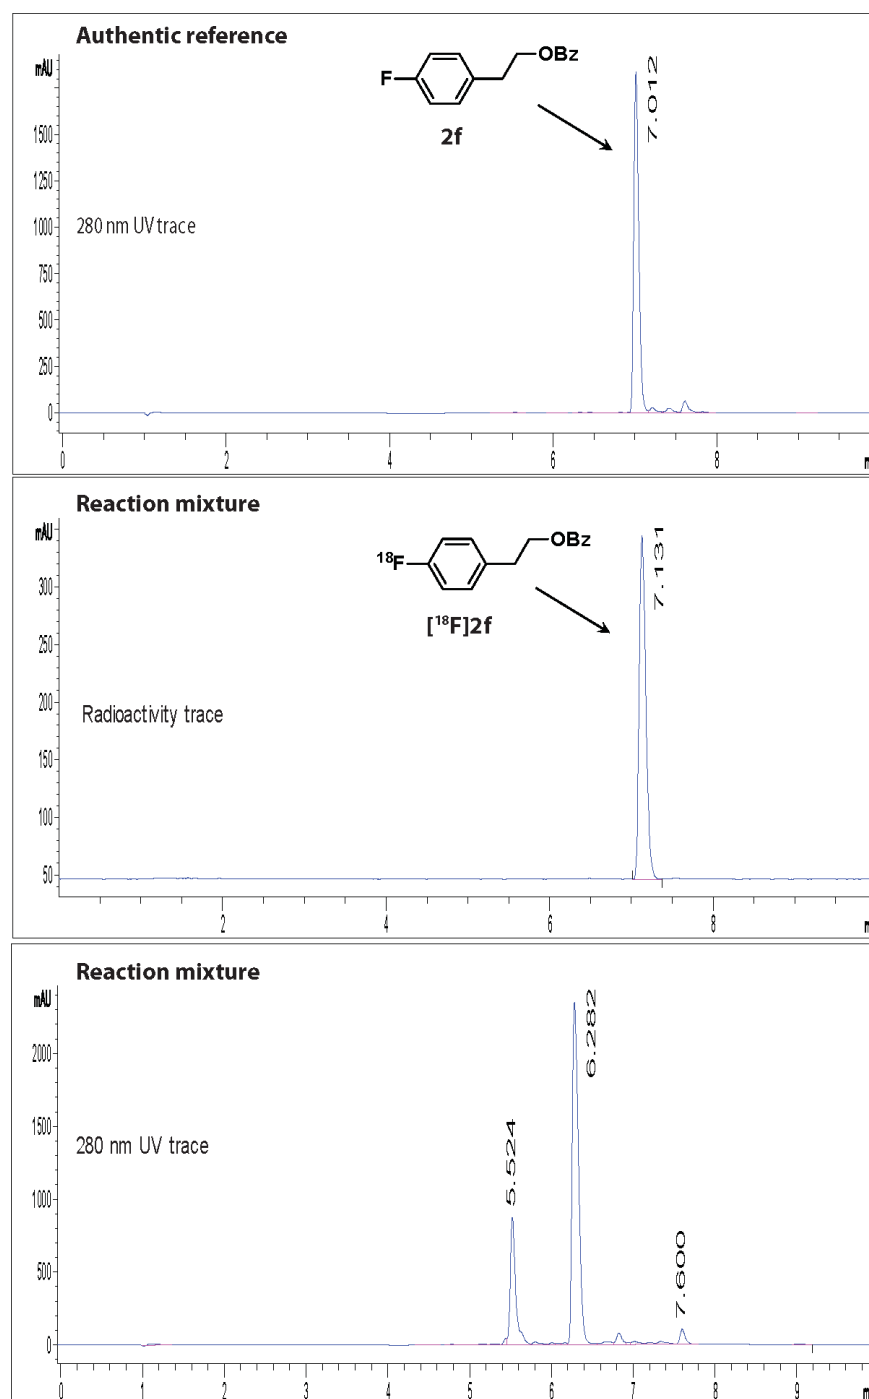 Authentic reference
mAU
F
OBz
2f
7.012
280 nm UV trace
1500
1250
1000
750
500
250
0
0 2 4 6 8 m
Reaction mixture
mAU
¹⁸F
OBz
[¹⁸F]2f
7.131
Radioactivity trace
300
250
200
150
100
50
2 4 6 8 m
Reaction mixture
mAU
5.524
6.282
7.600
280 nm UV trace
2000
1500
1000
500
0
0 1 2 3 4 5 6 7 8 9 m